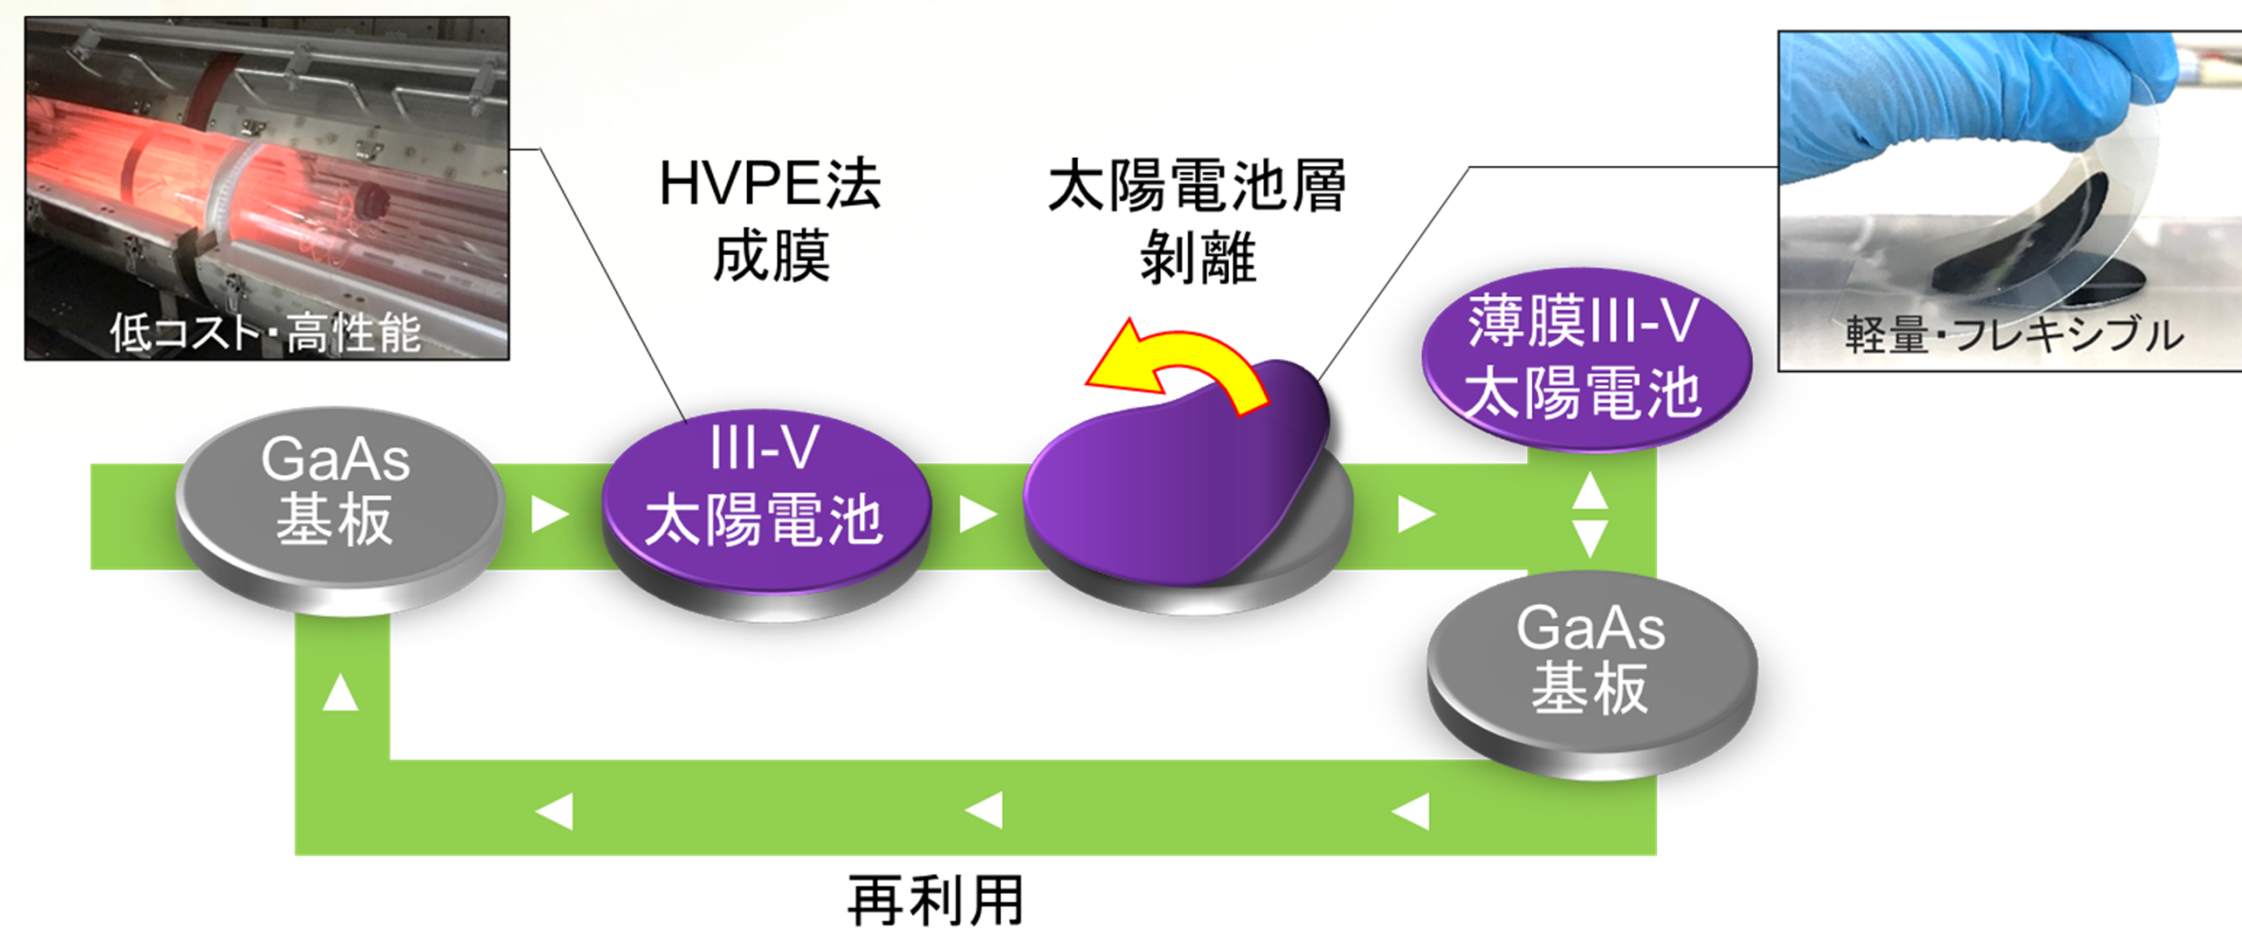 低コスト・高性能
HVPE法
成膜
太陽電池層
剝離
軽量・フレキシブル
GaAs
基板
III-V
太陽電池
薄膜III-V
太陽電池
GaAs
基板
再利用